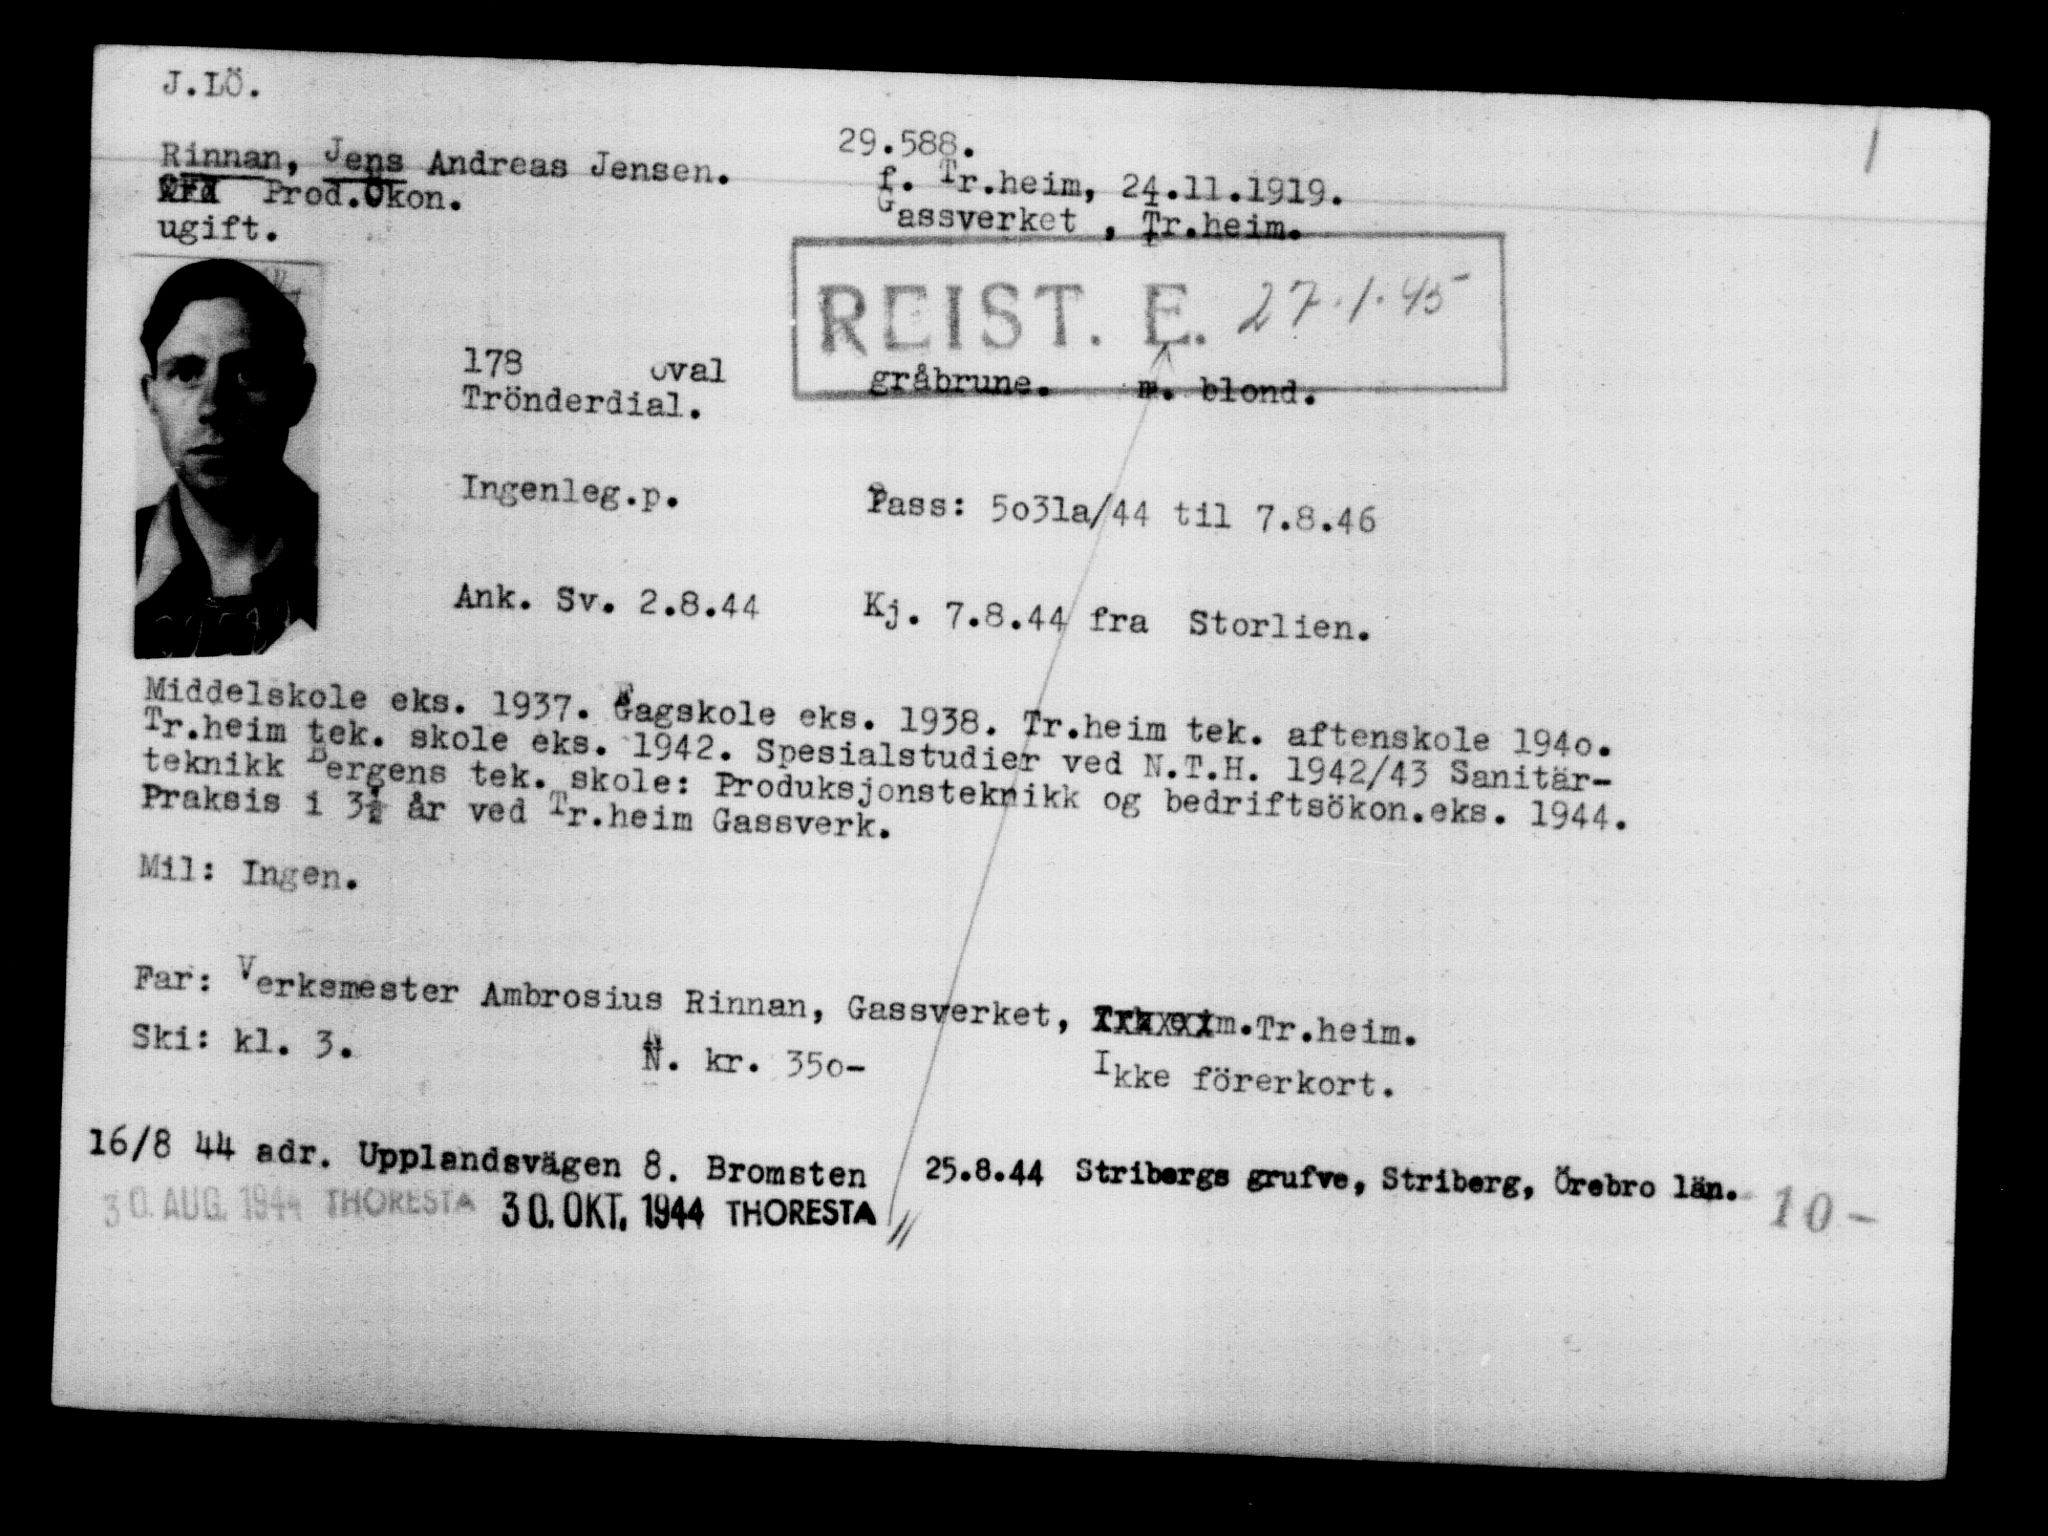 J.LÖ.
29.588.
Rinnan, Jens Andreas Jensen.
f. Tr.heim, 24.11.1919.
Prod.Økon.
Gassverket , Tr.heim.
ugift.
REIST. E. 27.1.45
178 oval gråbrune. m. blond.
Trönderdial.
Ingenleg.p. Pass: 5o31a/44 til 7.8.46
Ank. Sv. 2.8.44 Kj. 7.8.44 fra Storlien.
Middelskole eks. 1937. Fagskole eks. 1938. Tr.heim tek. aftenskole 194o.
Tr.heim tek. skole eks. 1942. Spesialstudier ved N.T.H. 1942/43 Sanitär-
teknikk Bergens tek. skole: Produksjonsteknikk og bedriftsökon.eks. 1944.
Praksis i 3½ år ved Tr.heim Gassverk.
Mil: Ingen.
Far: Verksmester Ambrosius Rinnan, Gassverket, Tr.heim.
Ski: kl. 3. N. kr. 35o- Ikke förerkort.
16/8 44 adr. Upplandsvägen 8. Bromsten 25.8.44 Stribergs grufve, Striberg, Örebro län.
30. AUG. 1944 THORESTA 30. OKT. 1944 THORESTA // 10-